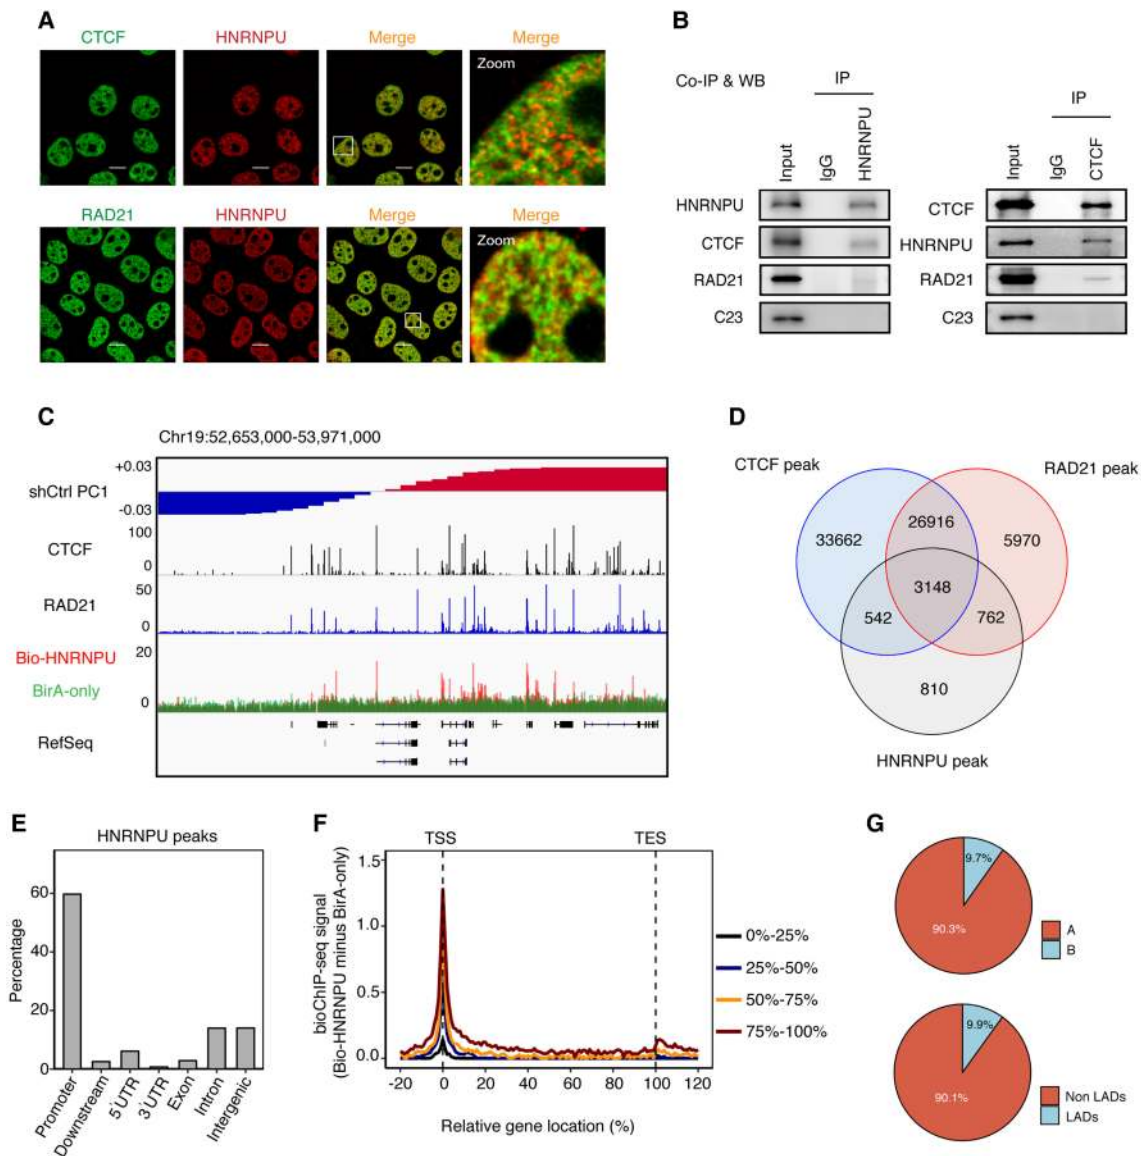 A
CTCF HNRNPU Merge Merge
Zoom
RAD21 HNRNPU Merge Merge
Zoom
B
Co-IP & WB
IP
Input IgG HNRNPU
HNRNPU
CTCF
RAD21
C23
IP
Input IgG CTCF
CTCF
HNRNPU
RAD21
C23
C
Chr19:52,653,000-53,971,000
+0.03
shCtrl PC1
-0.03
100
CTCF
0
50
RAD21
0
Bio-HNRNPU 20
BirA-only
0
RefSeq
D
CTCF peak
RAD21 peak
33662 26916 5970
3148
542 762
810
HNRNPU peak
E
HNRNPU peaks
Percentage
60
40
20
0
Promoter Downstream 5'UTR 3'UTR Exon Intron Intergenic
F
TSS TES
bioChIP-seq signal
(Bio-HNRNPU minus BirA-only)
1.5
1.0
0.5
0.0
-20 0 20 40 60 80 100 120
Relative gene location (%)
0%-25%
25%-50%
50%-75%
75%-100%
G
9.7%
90.3%
A
B
9.9%
90.1%
Non LADs
LADs